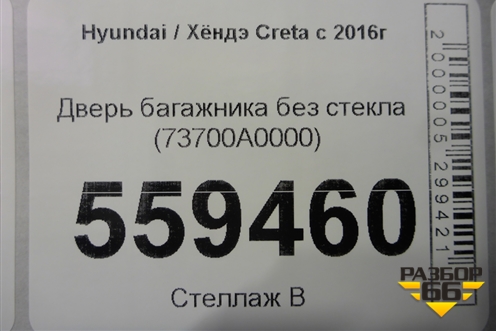 Hyundai / Хёндэ Creta с 2016г
Дверь багажника без стекла
(73700A0000)
559460
Стеллаж В
2000005299421
РАЗБОР
66